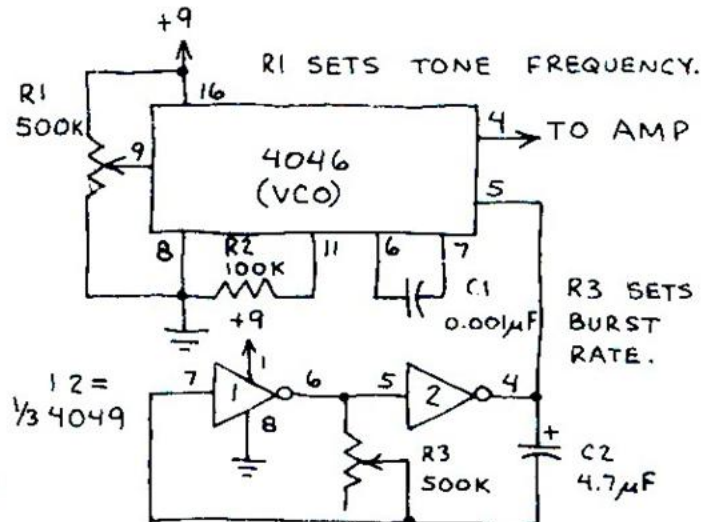 +9
R1 SETS TONE FREQUENCY.
R1
500K
16
9
4046
(VCO)
4
TO AMP
5
8
R2
100K
11
6
7
C1
0.001µF
R3 SETS
BURST
RATE.
+9
1
1 2 =
1/3 4049
7
1
6
8
5
2
4
R3
500K
+
C2
4.7µF